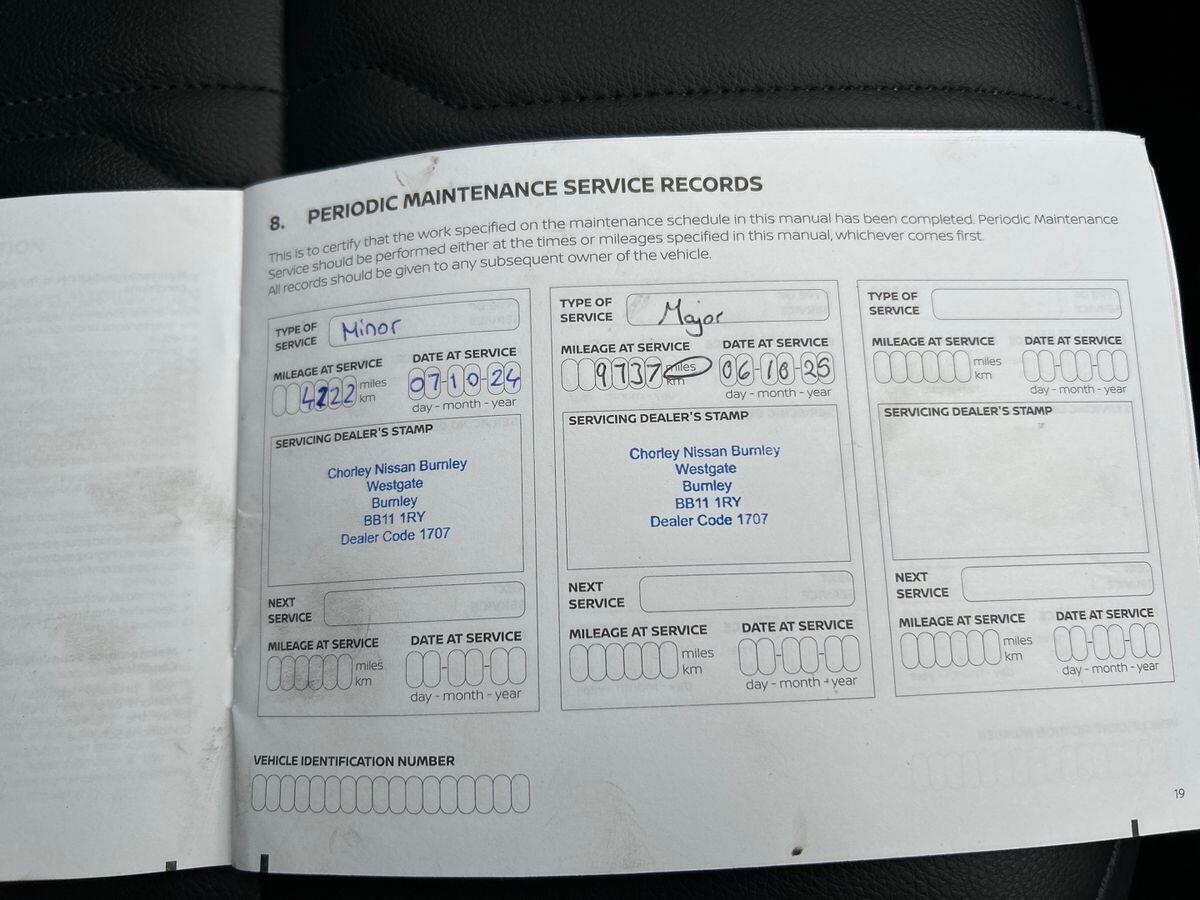 8. PERIODIC MAINTENANCE SERVICE RECORDS
This is to certify that the work specified on the maintenance schedule in this manual has been completed. Periodic Maintenance
Service should be performed either at the times or mileages specified in this manual, whichever comes first.
All records should be given to any subsequent owner of the vehicle.
TYPE OF SERVICE Minor
MILEAGE AT SERVICE
miles
km
DATE AT SERVICE
07-10-24
day - month - year
SERVICING DEALER'S STAMP
Chorley Nissan Burnley
Westgate
Burnley
BB11 1RY
Dealer Code 1707
NEXT SERVICE
MILEAGE AT SERVICE
miles
km
DATE AT SERVICE
day - month - year
TYPE OF SERVICE Major
MILEAGE AT SERVICE
9737 miles
km
DATE AT SERVICE
06-10-25
day - month - year
SERVICING DEALER'S STAMP
Chorley Nissan Burnley
Westgate
Burnley
BB11 1RY
Dealer Code 1707
NEXT SERVICE
MILEAGE AT SERVICE
miles
km
DATE AT SERVICE
day - month - year
TYPE OF SERVICE
MILEAGE AT SERVICE
miles
km
DATE AT SERVICE
day - month - year
SERVICING DEALER'S STAMP
NEXT SERVICE
MILEAGE AT SERVICE
miles
km
DATE AT SERVICE
day - month - year
VEHICLE IDENTIFICATION NUMBER
19